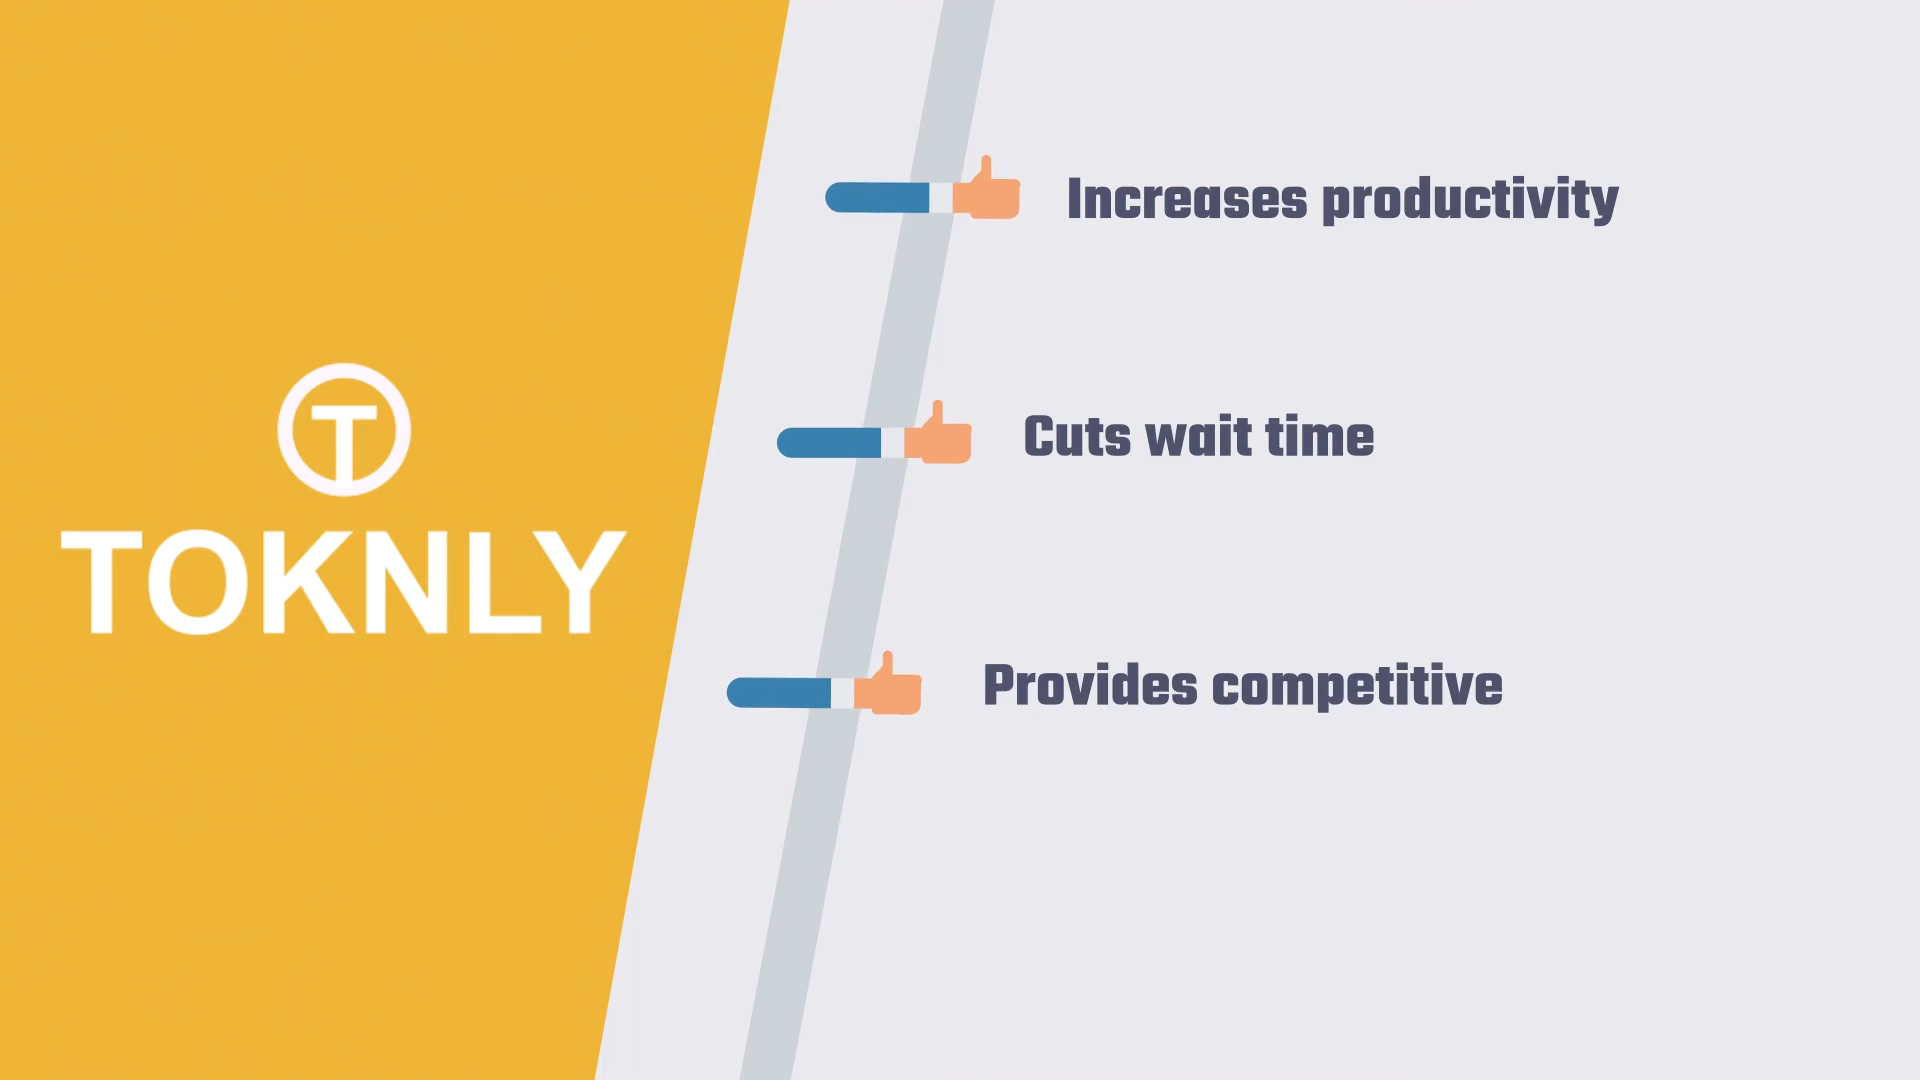 T
TOKNLY
Increases productivity
Cuts wait time
Provides competitive